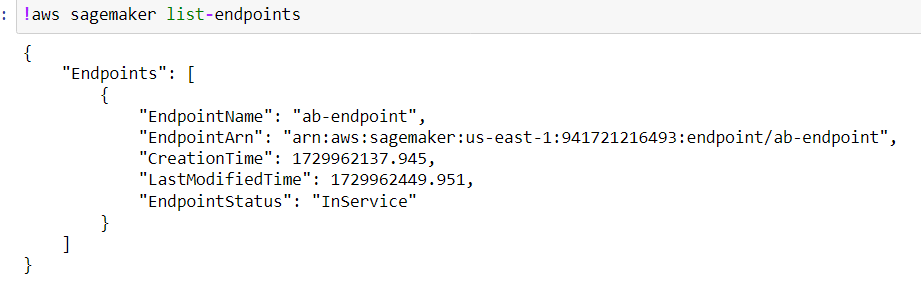 : !aws sagemaker list-endpoints
{
    "Endpoints": [
        {
            "EndpointName": "ab-endpoint",
            "EndpointArn": "arn:aws:sagemaker:us-east-1:941721216493:endpoint/ab-endpoint",
            "CreationTime": 1729962137.945,
            "LastModifiedTime": 1729962449.951,
            "EndpointStatus": "InService"
        }
    ]
}